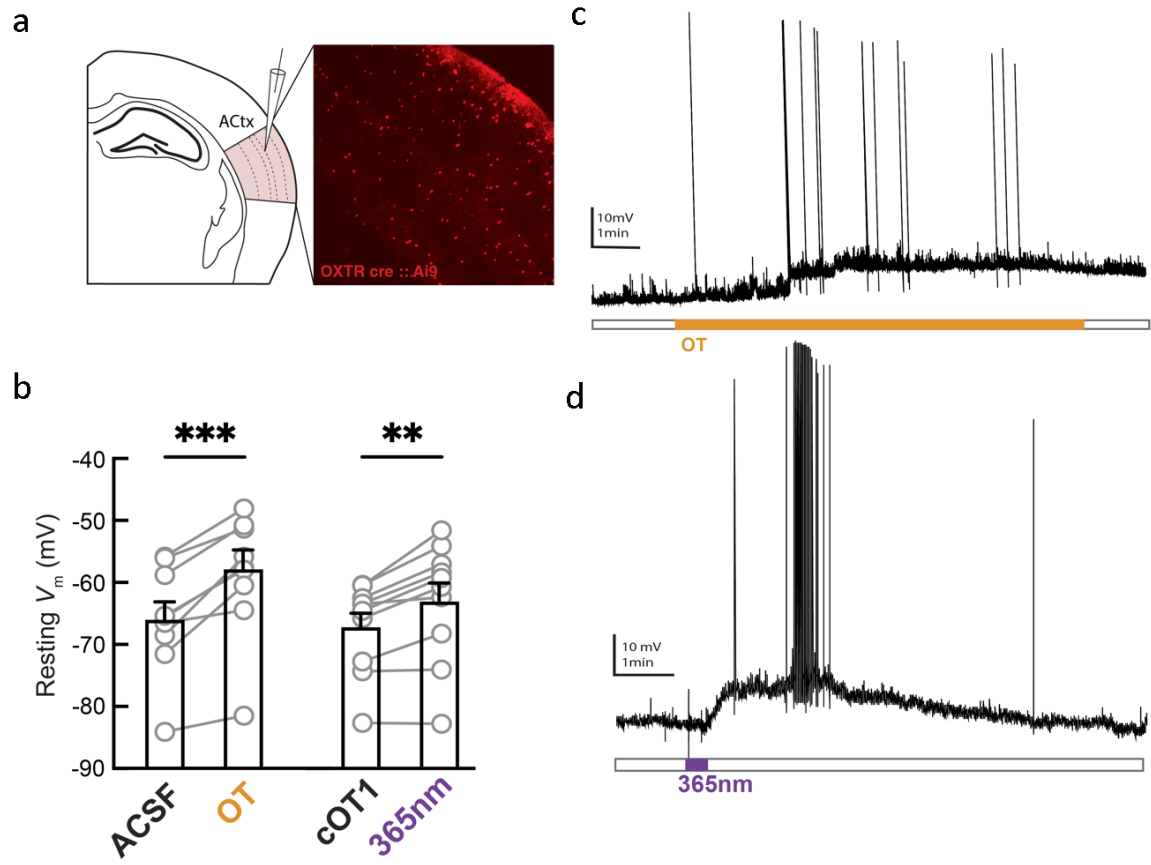 a
ACtx
OXTR cre :: Ai9
b
*** **
-40
-50
-60
-70
-80
-90
Resting Vm (mV)
ACSF
OT
cOT1
365nm
c
10mV
1min
OT
d
10 mV
1min
365nm